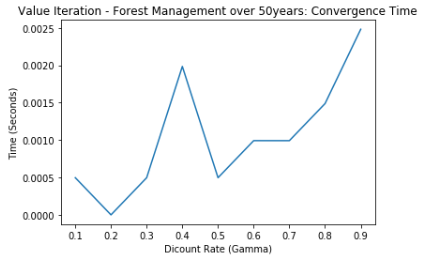 Value Iteration - Forest Management over 50years: Convergence Time
0.0025
0.0020
0.0015
0.0010
0.0005
0.0000
Time (Seconds)
0.1 0.2 0.3 0.4 0.5 0.6 0.7 0.8 0.9
Dicount Rate (Gamma)